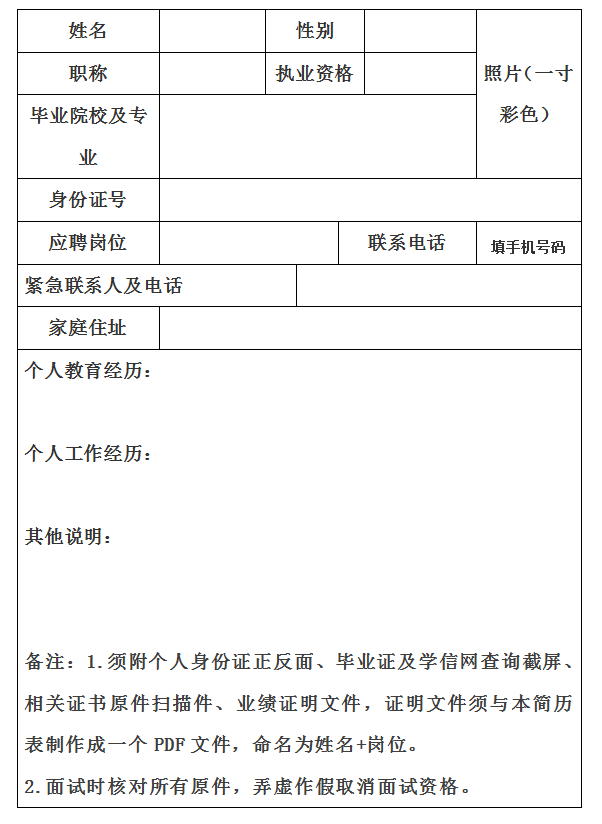 姓名
性别
照片（一寸
彩色）
职称
执业资格
毕业院校及专
业
身份证号
应聘岗位
联系电话
填手机号码
紧急联系人及电话
家庭住址
个人教育经历：
个人工作经历：
其他说明：
备注：1.须附个人身份证正反面、毕业证及学信网查询截屏、
相关证书原件扫描件、业绩证明文件，证明文件须与本简历
表制作成一个 PDF 文件，命名为姓名+岗位。
2.面试时核对所有原件，弄虚作假取消面试资格。